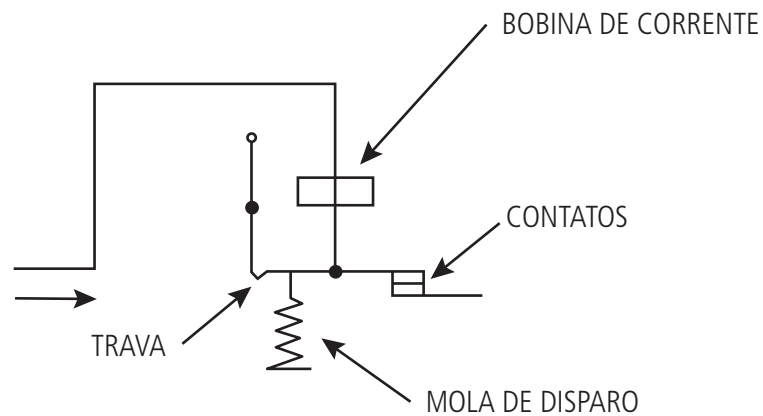 BOBINA DE CORRENTE
CONTATOS
TRAVA
MOLA DE DISPARO